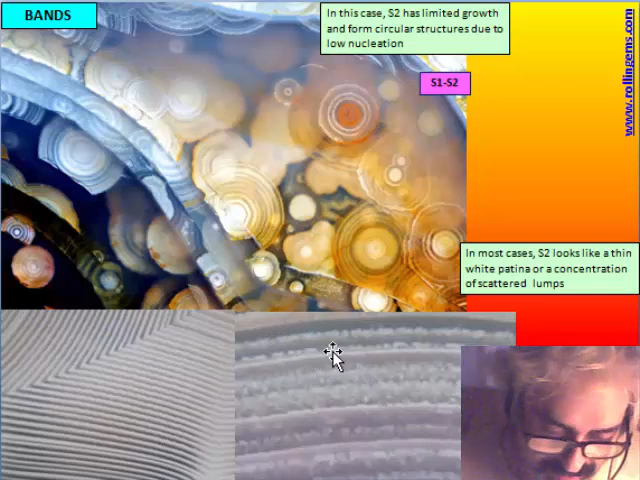 BANDS
In this case, S2 has limited growth
and form circular structures due to
low nucleation
S1-S2
www.rollingems.com
In most cases, S2 looks like a thin
white patina or a concentration
of scattered lumps